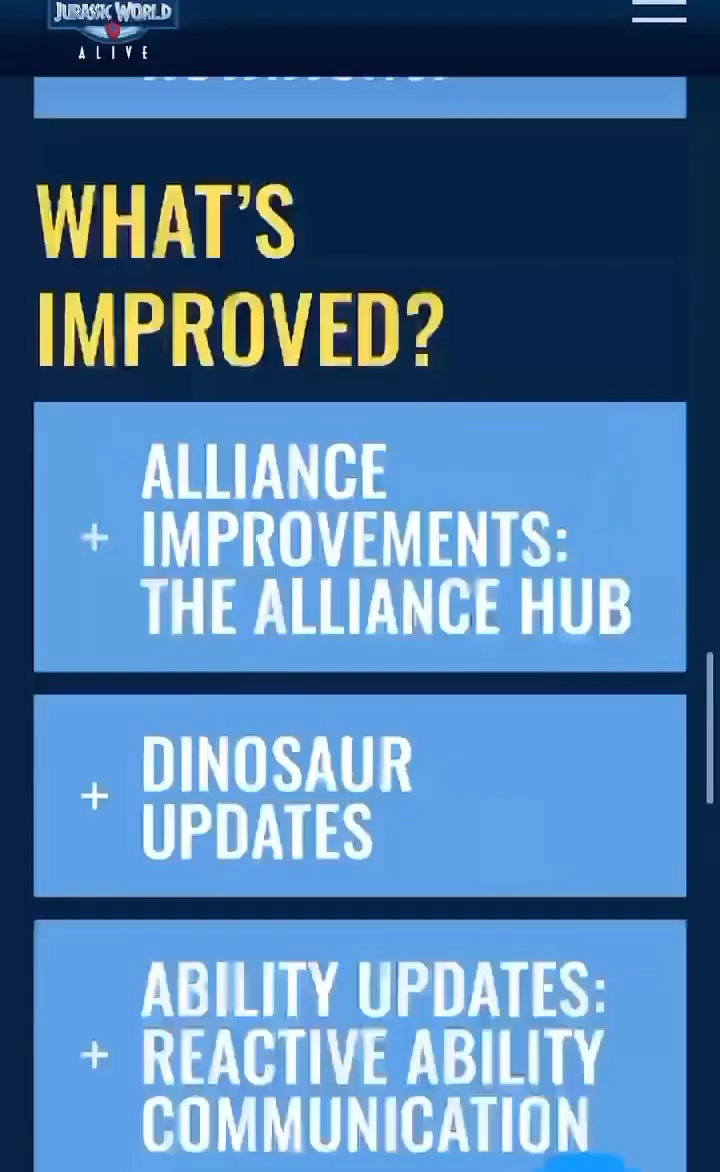 JURASSIC WORLD
ALIVE
WHAT'S
IMPROVED?
+ ALLIANCE
IMPROVEMENTS:
THE ALLIANCE HUB
+ DINOSAUR
UPDATES
+ ABILITY UPDATES:
REACTIVE ABILITY
COMMUNICATION